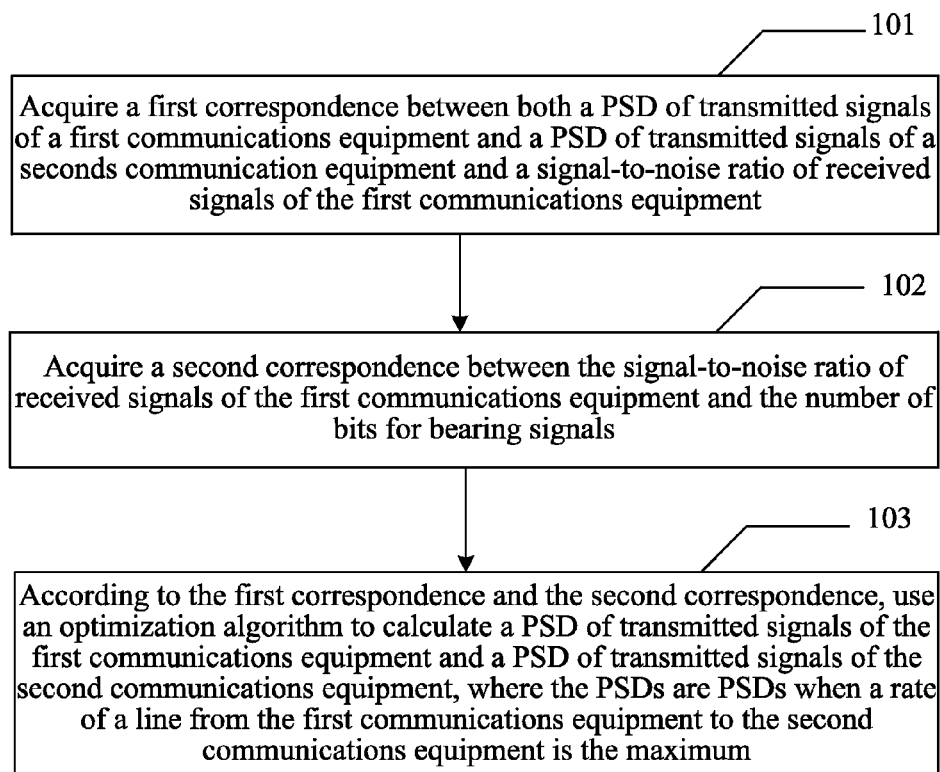 101
Acquire a first correspondence between both a PSD of transmitted signals
of a first communications equipment and a PSD of transmitted signals of a
seconds communication equipment and a signal-to-noise ratio of received
signals of the first communications equipment
102
Acquire a second correspondence between the signal-to-noise ratio of
received signals of the first communications equipment and the number of
bits for bearing signals
103
According to the first correspondence and the second correspondence, use
an optimization algorithm to calculate a PSD of transmitted signals of the
first communications equipment and a PSD of transmitted signals of the
second communications equipment, where the PSDs are PSDs when a rate
of a line from the first communications equipment to the second
communications equipment is the maximum